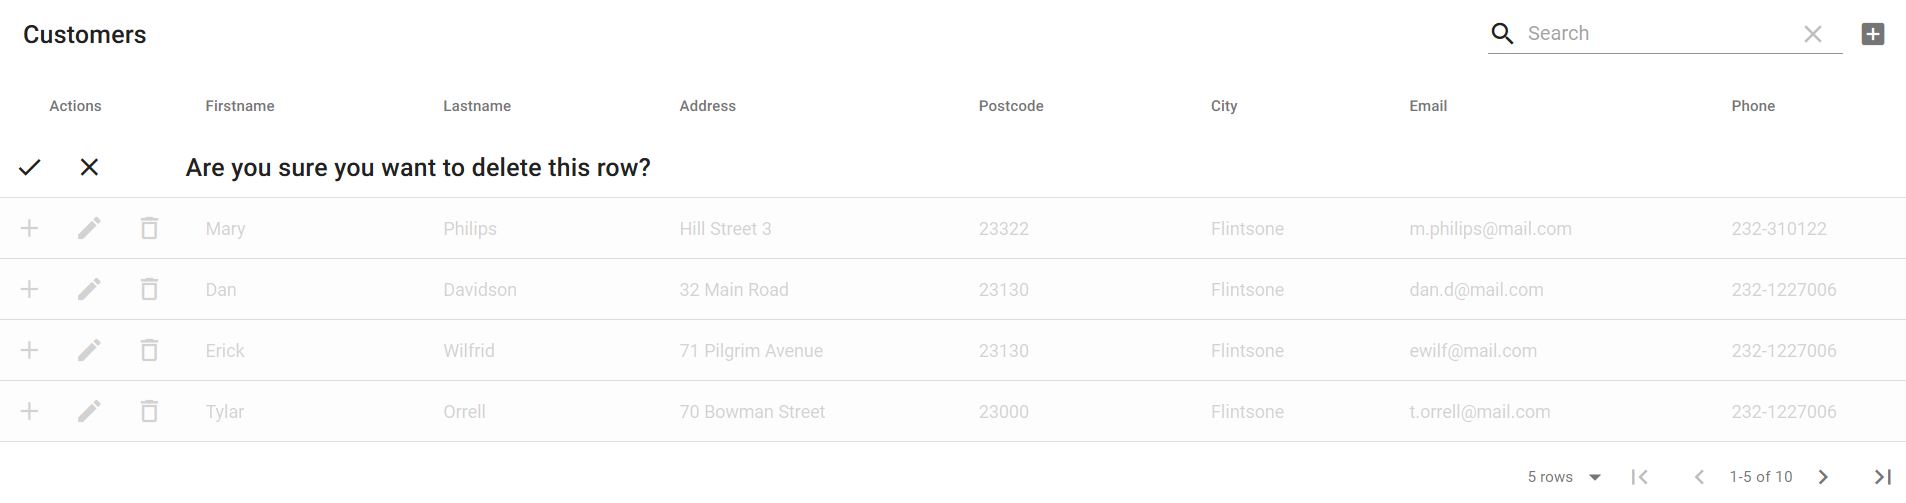 Customers
Search
Actions Firstname Lastname Address Postcode City Email Phone
Are you sure you want to delete this row?
Mary Philips Hill Street 3 23322 Flintsone m.philips@mail.com 232-310122
Dan Davidson 32 Main Road 23130 Flintsone dan.d@mail.com 232-1227006
Erick Wilfrid 71 Pilgrim Avenue 23130 Flintsone ewilf@mail.com 232-1227006
Tylar Orrell 70 Bowman Street 23000 Flintsone t.orrell@mail.com 232-1227006
5 rows 1-5 of 10